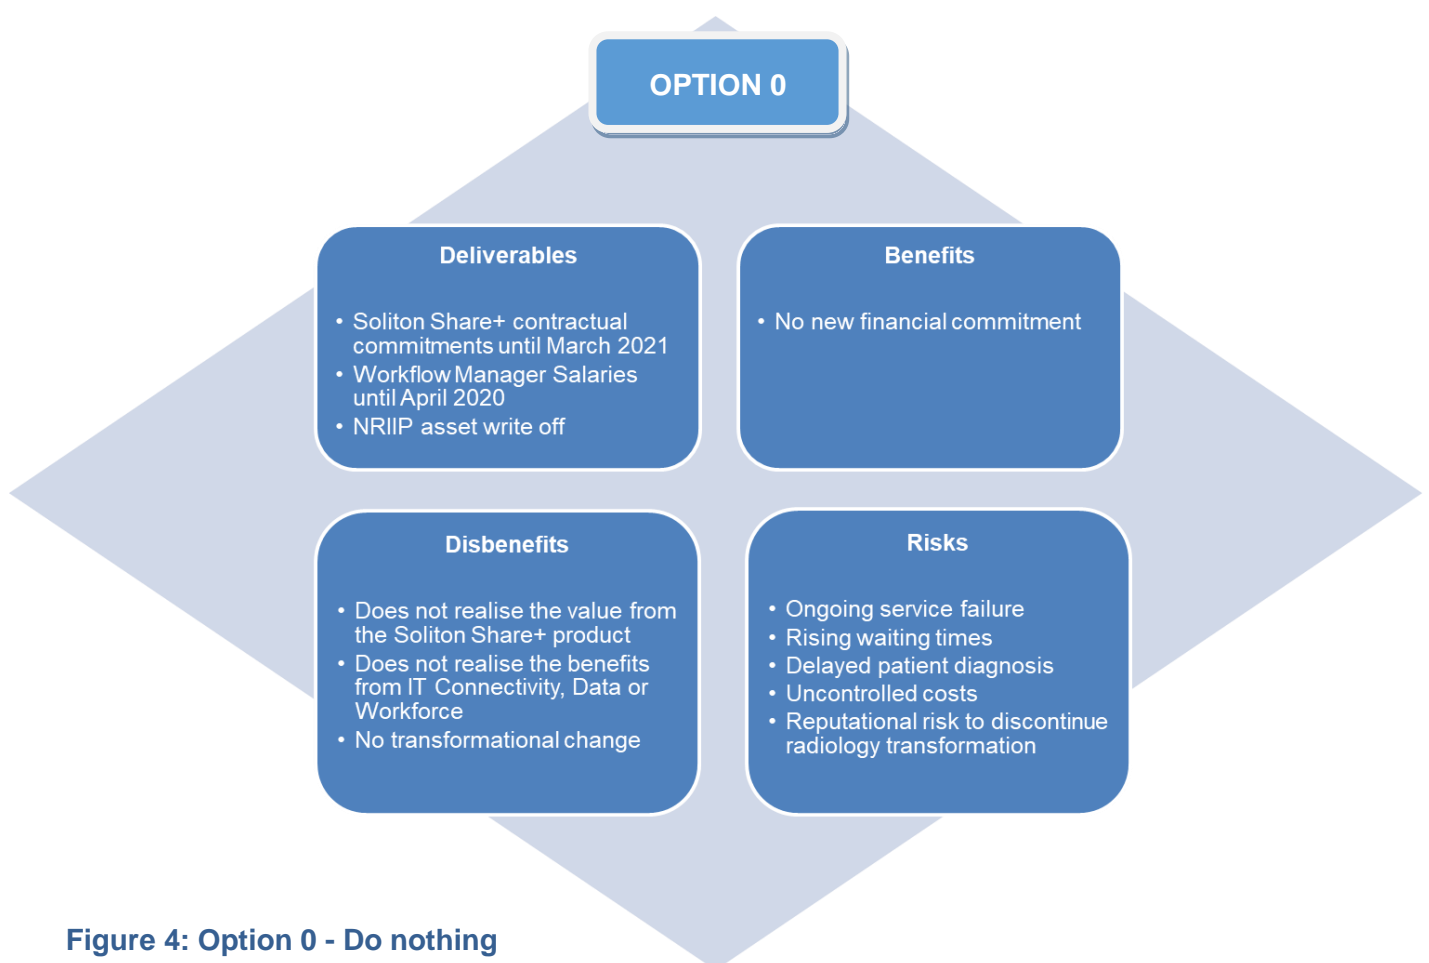 OPTION 0
Deliverables
• Soliton Share+ contractual
commitments until March 2021
• Workflow Manager Salaries
until April 2020
• NRIIP asset write off
Benefits
• No new financial commitment
Disbenefits
• Does not realise the value from
the Soliton Share+ product
• Does not realise the benefits
from IT Connectivity, Data or
Workforce
• No transformational change
Risks
• Ongoing service failure
• Rising waiting times
• Delayed patient diagnosis
• Uncontrolled costs
• Reputational risk to discontinue
radiology transformation
Figure 4: Option 0 - Do nothing